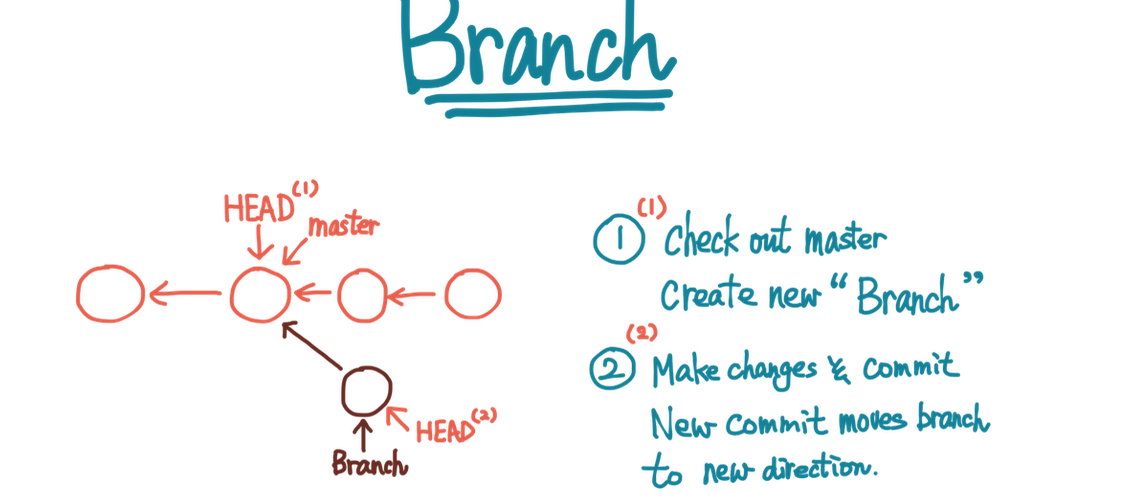 Branch
HEAD(1)
master
HEAD(2)
Branch
(1)
1 Check out master
Create new "Branch"
(2)
2 Make changes & commit
New commit moves branch
to new direction.